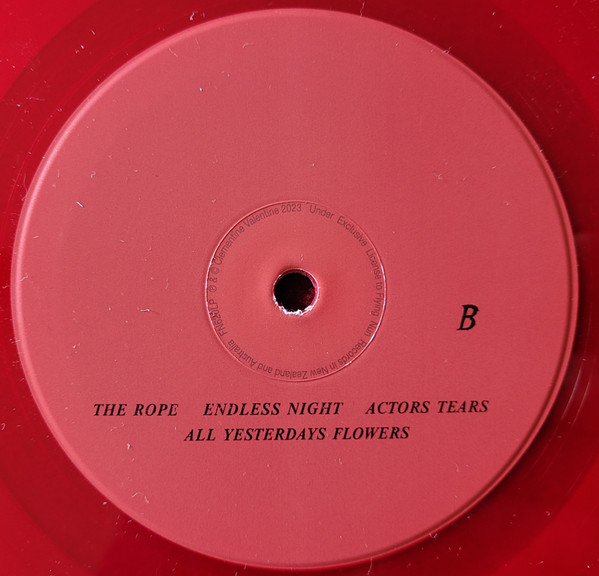 ℗ & © Clementine Valentine 2023 Under Exclusive License to Flying Nun Records in New Zealand and Australia
B
THE ROPE ENDLESS NIGHT ACTORS TEARS
ALL YESTERDAYS FLOWERS